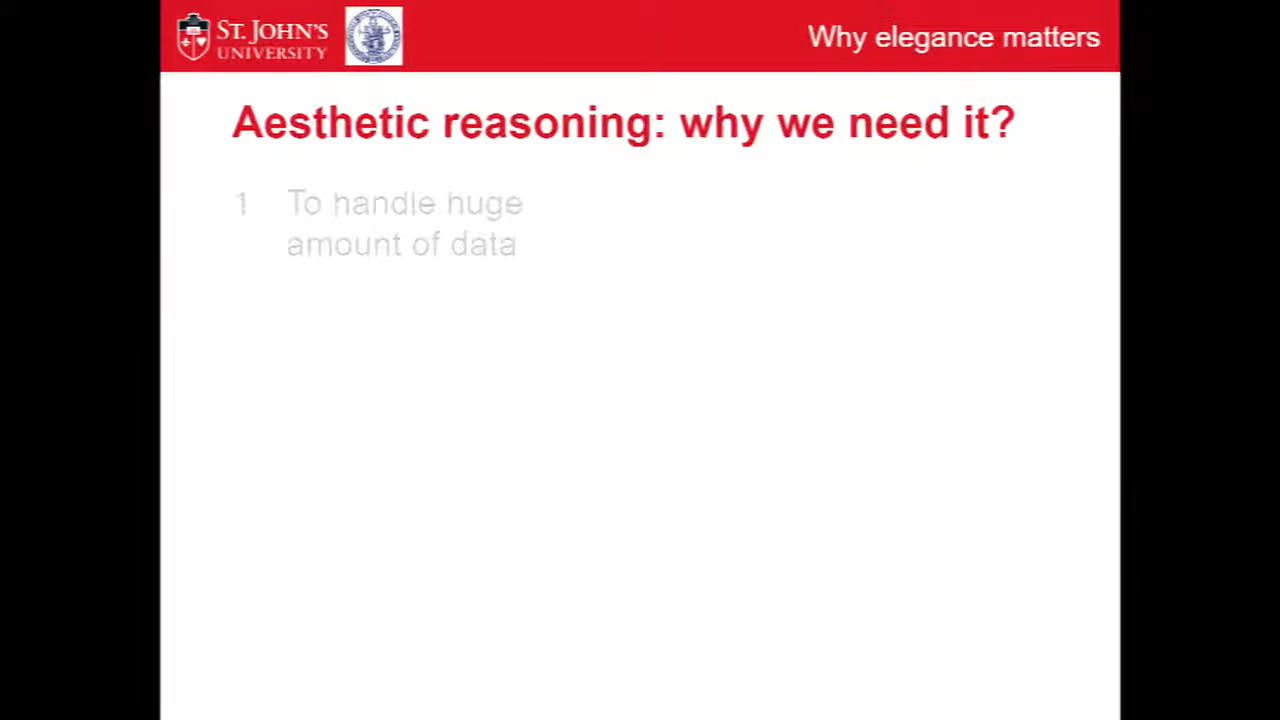 ST. JOHN'S
UNIVERSITY
Why elegance matters
Aesthetic reasoning: why we need it?
1 To handle huge
amount of data